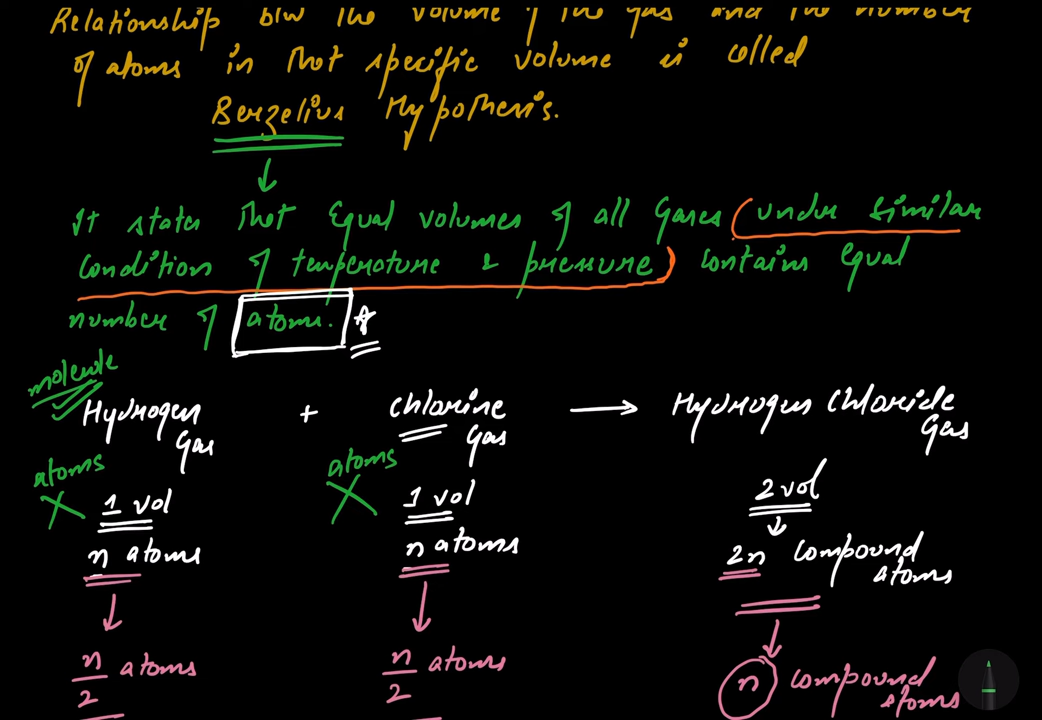 Relationship b/w the volume of the gas and the number
of atoms in that specific volume is called
Berzelius Hypothesis.
It states that Equal volumes of all Gases (under similar
condition of temperature & pressure) contains equal
number of atoms.
molecule
Hydrogen Gas + Chlorine Gas → Hydrogen Chloride Gas
atoms atoms
1 vol 1 vol 2 vol
n atoms n atoms 2n compound atoms
n/2 atoms n/2 atoms n compound atoms